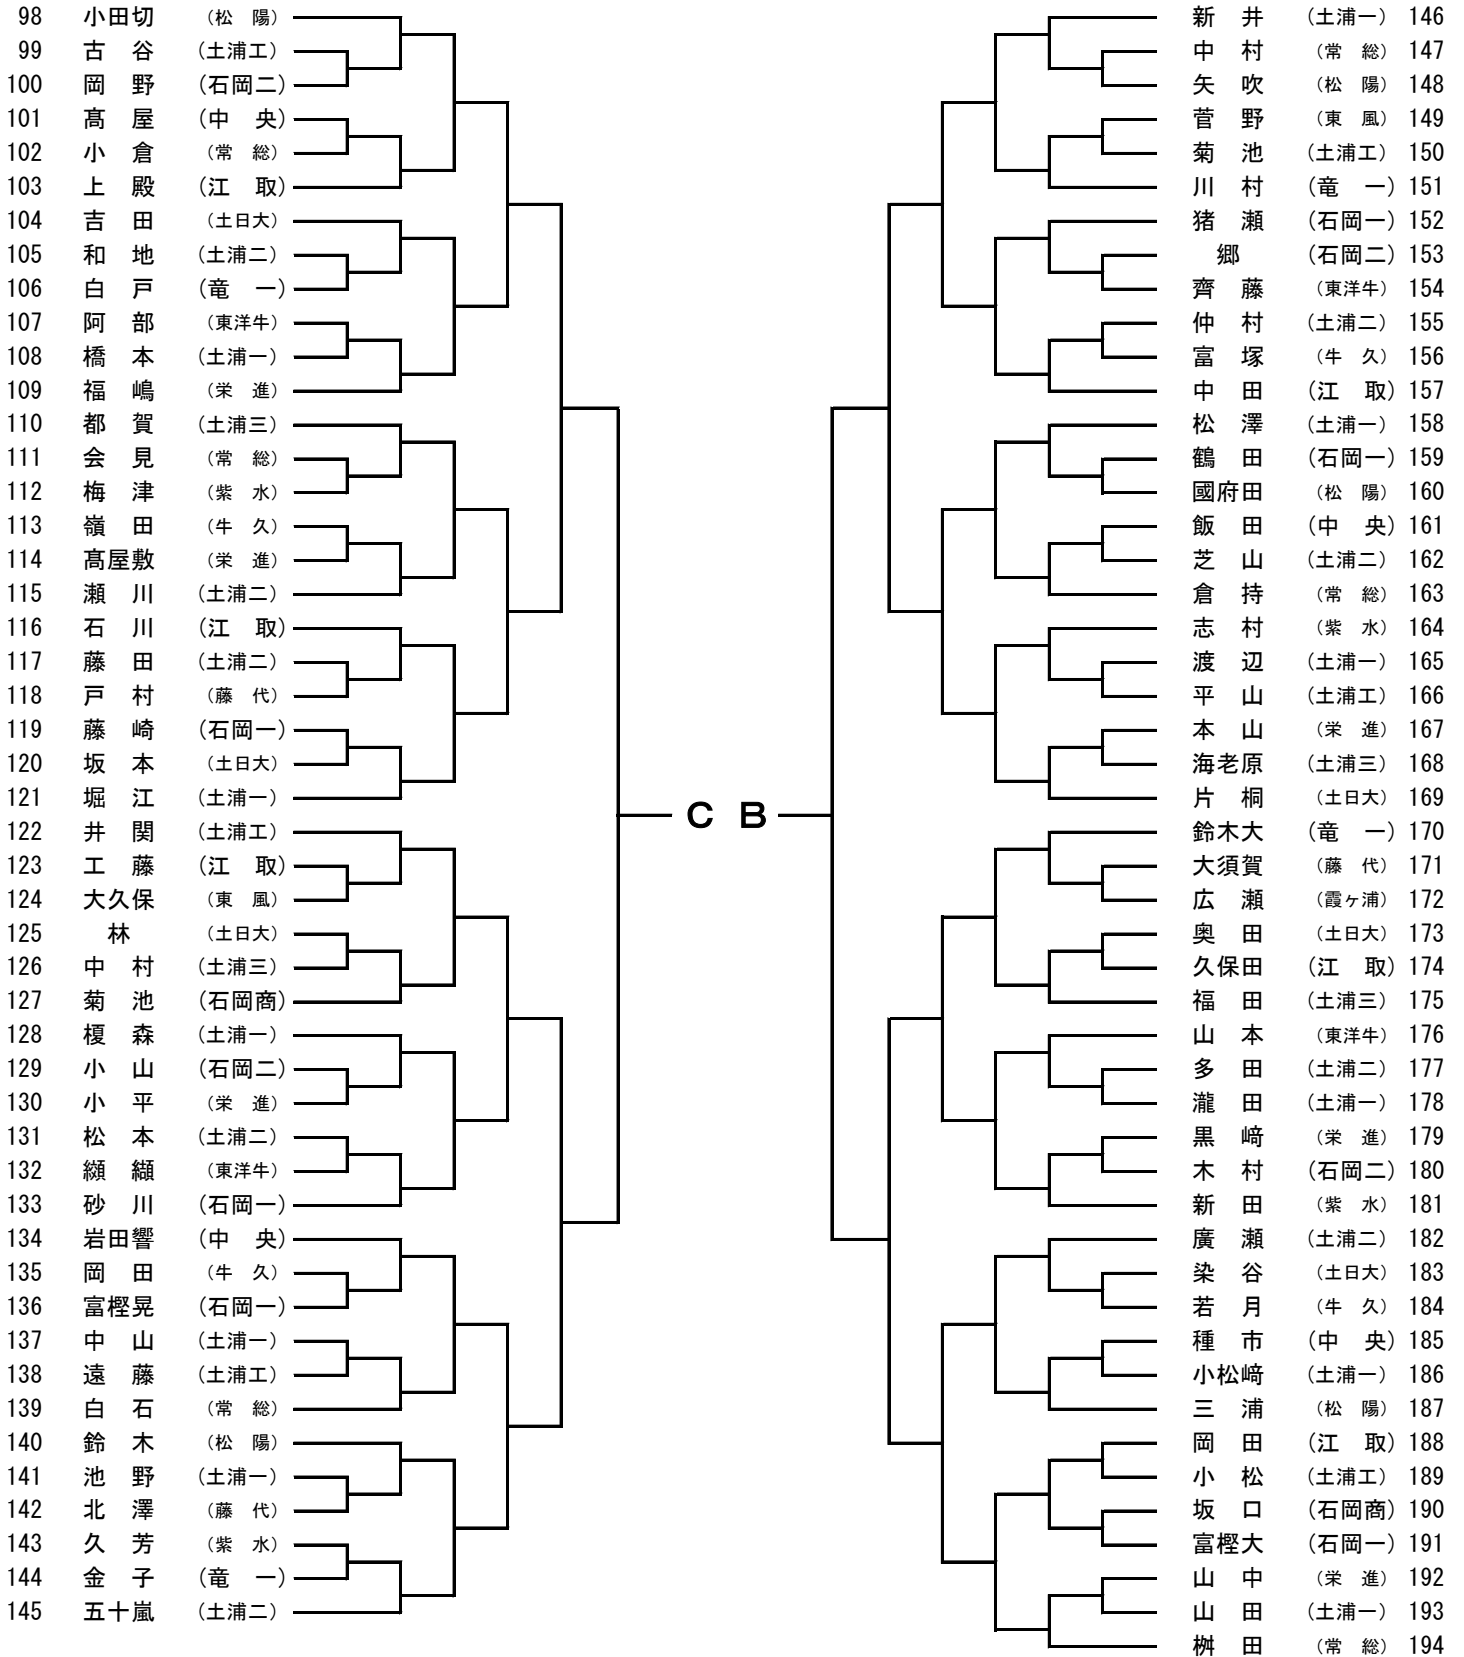 98 小田切 （松 陽）
99 古 谷 （土浦工）
100 岡 野 （石岡二）
101 髙 屋 （中 央）
102 小 倉 （常 総）
103 上 殿 （江 取）
104 吉 田 （土日大）
105 和 地 （土浦二）
106 白 戸 （竜 一）
107 阿 部 （東洋牛）
108 橋 本 （土浦一）
109 福 嶋 （栄 進）
110 都 賀 （土浦三）
111 会 見 （常 総）
112 梅 津 （紫 水）
113 嶺 田 （牛 久）
114 髙屋敷 （栄 進）
115 瀬 川 （土浦二）
116 石 川 （江 取）
117 藤 田 （土浦二）
118 戸 村 （藤 代）
119 藤 崎 （石岡一）
120 坂 本 （土日大）
121 堀 江 （土浦一）
122 井 関 （土浦工）
123 工 藤 （江 取）
124 大久保 （東 風）
125 林 （土日大）
126 中 村 （土浦三）
127 菊 池 （石岡商）
128 榎 森 （土浦一）
129 小 山 （石岡二）
130 小 平 （栄 進）
131 松 本 （土浦二）
132 纐 纈 （東洋牛）
133 砂 川 （石岡一）
134 岩田響 （中 央）
135 岡 田 （牛 久）
136 富樫晃 （石岡一）
137 中 山 （土浦一）
138 遠 藤 （土浦工）
139 白 石 （常 総）
140 鈴 木 （松 陽）
141 池 野 （土浦一）
142 北 澤 （藤 代）
143 久 芳 （紫 水）
144 金 子 （竜 一）
145 五十嵐 （土浦二）
C B
新 井 （土浦一） 146
中 村 （常 総） 147
矢 吹 （松 陽） 148
菅 野 （東 風） 149
菊 池 （土浦工） 150
川 村 （竜 一） 151
猪 瀬 （石岡一） 152
郷 （石岡二） 153
齊 藤 （東洋牛） 154
仲 村 （土浦二） 155
富 塚 （牛 久） 156
中 田 （江 取） 157
松 澤 （土浦一） 158
鶴 田 （石岡一） 159
國府田 （松 陽） 160
飯 田 （中 央） 161
芝 山 （土浦二） 162
倉 持 （常 総） 163
志 村 （紫 水） 164
渡 辺 （土浦一） 165
平 山 （土浦工） 166
本 山 （栄 進） 167
海老原 （土浦三） 168
片 桐 （土日大） 169
鈴木大 （竜 一） 170
大須賀 （藤 代） 171
広 瀬 （霞ヶ浦） 172
奥 田 （土日大） 173
久保田 （江 取） 174
福 田 （土浦三） 175
山 本 （東洋牛） 176
多 田 （土浦二） 177
瀧 田 （土浦一） 178
黒 﨑 （栄 進） 179
木 村 （石岡二） 180
新 田 （紫 水） 181
廣 瀬 （土浦二） 182
染 谷 （土日大） 183
若 月 （牛 久） 184
種 市 （中 央） 185
小松﨑 （土浦一） 186
三 浦 （松 陽） 187
岡 田 （江 取） 188
小 松 （土浦工） 189
坂 口 （石岡商） 190
富樫大 （石岡一） 191
山 中 （栄 進） 192
山 田 （土浦一） 193
桝 田 （常 総） 194